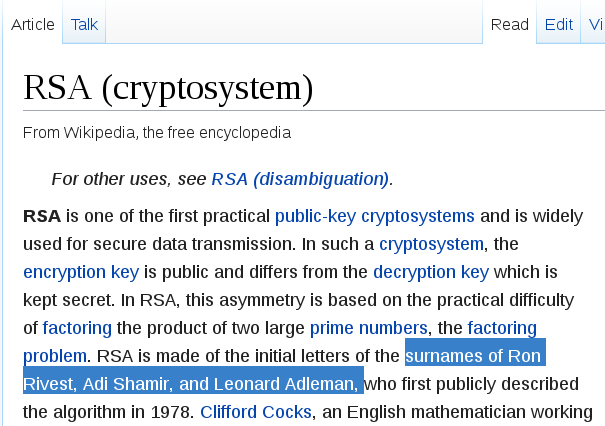 Article Talk Read Edit Vi
RSA (cryptosystem)
From Wikipedia, the free encyclopedia
For other uses, see RSA (disambiguation).
RSA is one of the first practical public-key cryptosystems and is widely
used for secure data transmission. In such a cryptosystem, the
encryption key is public and differs from the decryption key which is
kept secret. In RSA, this asymmetry is based on the practical difficulty
of factoring the product of two large prime numbers, the factoring
problem. RSA is made of the initial letters of the surnames of Ron
Rivest, Adi Shamir, and Leonard Adleman, who first publicly described
the algorithm in 1978. Clifford Cocks, an English mathematician working